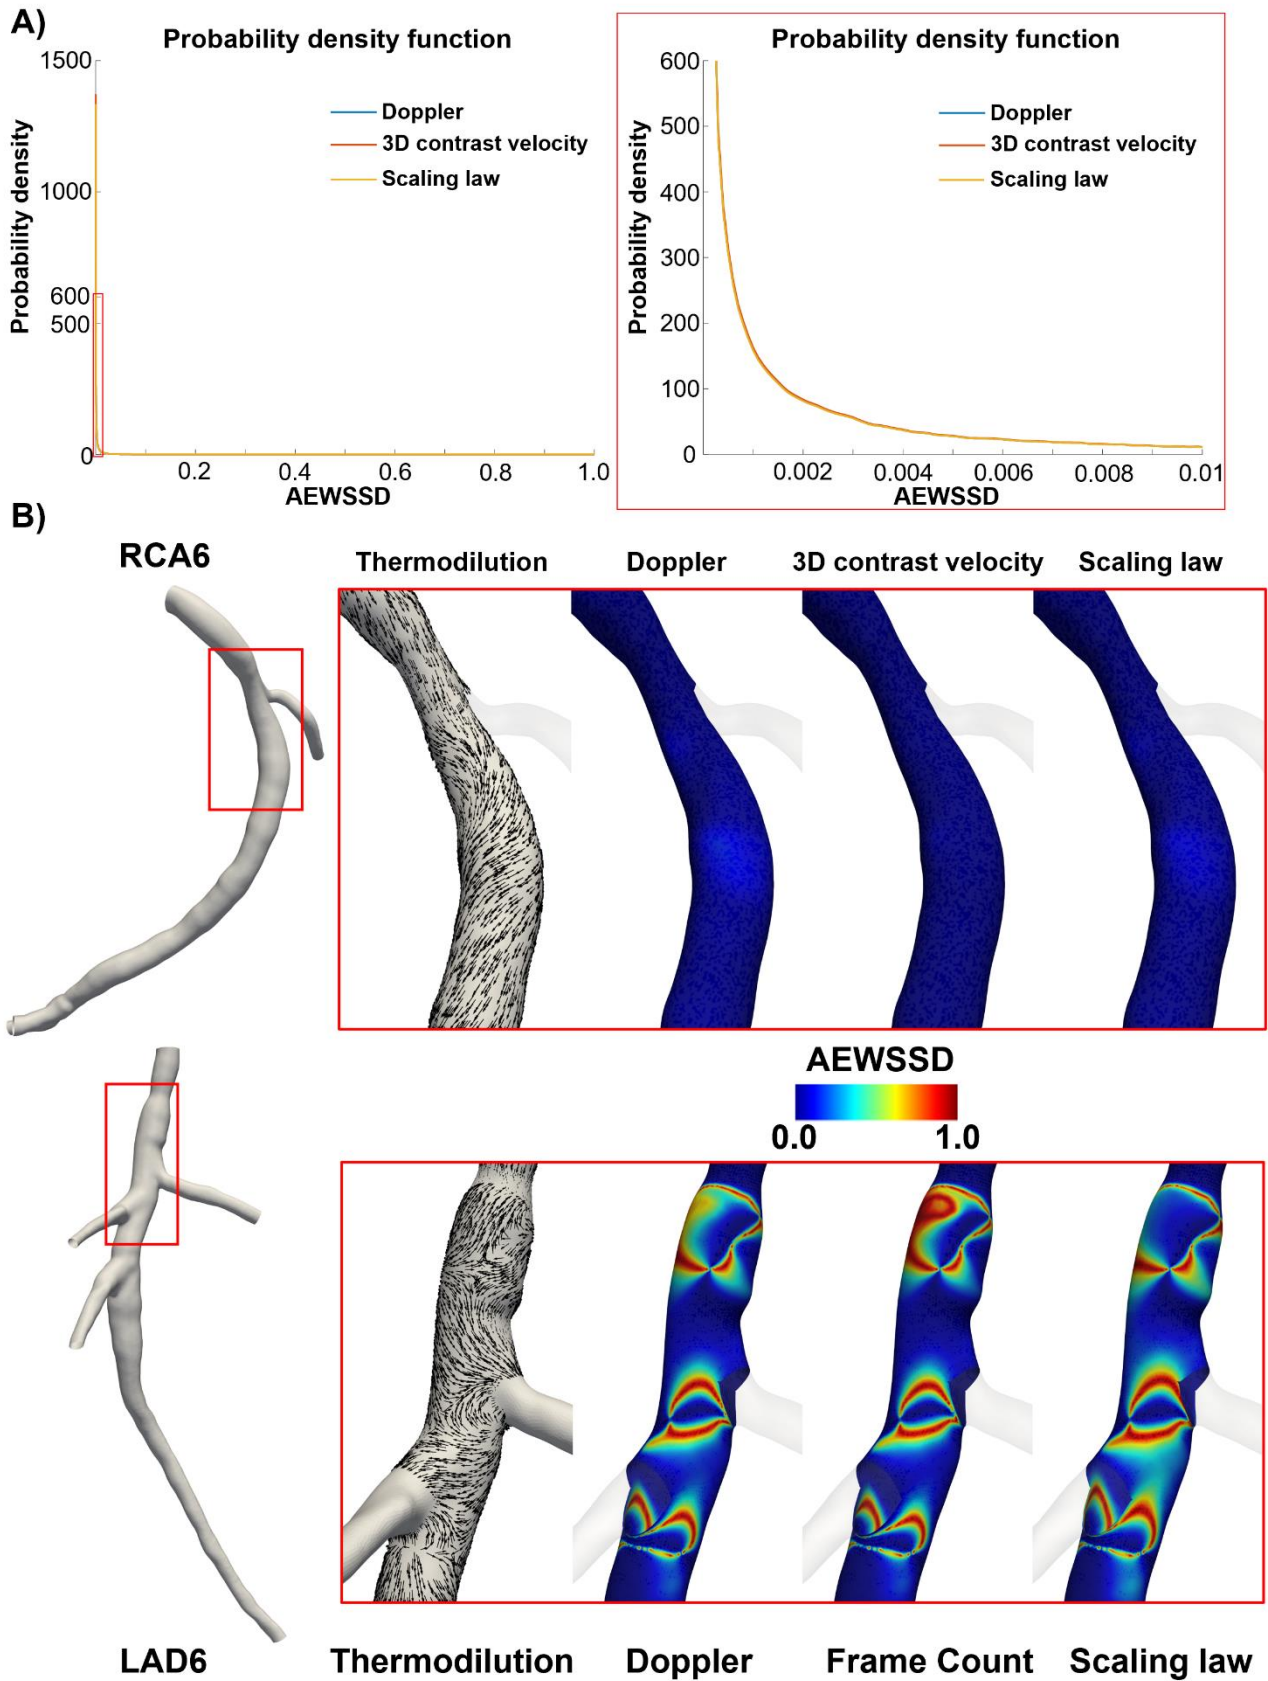 A)
Probability density function
Probability density
1500
1000
600
500
0
Doppler
3D contrast velocity
Scaling law
0.2 0.4 0.6 0.8 1.0
AEWSSD
Probability density function
Probability density
600
500
400
300
200
100
0
Doppler
3D contrast velocity
Scaling law
0.002 0.004 0.006 0.008 0.01
AEWSSD
B)
RCA6
Thermodilution Doppler 3D contrast velocity Scaling law
AEWSSD
0.0 1.0
LAD6 Thermodilution Doppler Frame Count Scaling law